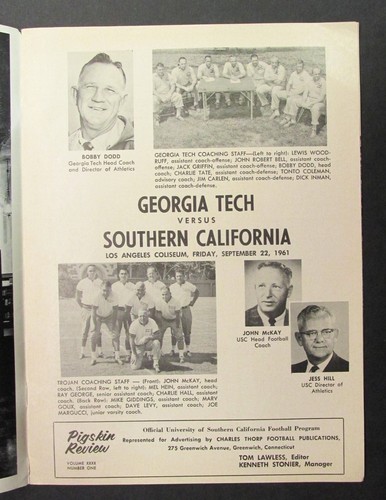 BOBBY DODD
Georgia Tech Head Coach
and Director of Athletics
GEORGIA TECH COACHING STAFF—(Left to right): LEWIS WOOD-
RUFF, assistant coach-offense; JOHN ROBERT BELL, assistant coach-
offense; JACK GRIFFIN, assistant coach-offense; BOBBY DODD, head
coach; CHARLIE TATE, assistant coach-defense; TONTO COLEMAN,
advisory coach; JIM CARLEN, assistant coach-defense; DICK INMAN,
assistant coach-defense.
GEORGIA TECH
VERSUS
SOUTHERN CALIFORNIA
LOS ANGELES COLISEUM, FRIDAY, SEPTEMBER 22, 1961
JOHN McKAY
USC Head Football
Coach
JESS HILL
USC Director of
Athletics
TROJAN COACHING STAFF — (Front): JOHN McKAY, head
coach. (Second Row, left to right): MEL HEIN, assistant coach;
RAY GEORGE, senior assistant coach; CHARLIE HALL, assistant
coach. (Back Row): MIKE GIDDINGS, assistant coach; MARV
GOUX, assistant coach; DAVE LEVY, assistant coach; JOE
MARGUCCI, junior varsity coach.
Pigskin
Review
VOLUME XXXX
NUMBER ONE
Official University of Southern California Football Program
Represented for Advertising by CHARLES THORP FOOTBALL PUBLICATIONS,
275 Greenwich Avenue, Greenwich, Connecticut
TOM LAWLESS, Editor
KENNETH STONIER, Manager